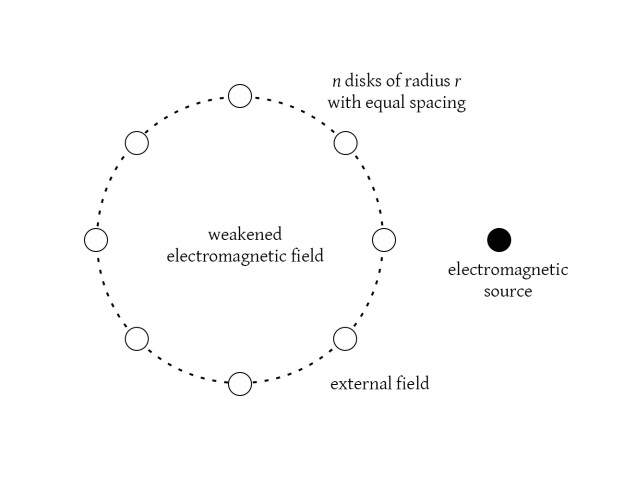 n disks of radius r
with equal spacing
weakened
electromagnetic field
electromagnetic
source
external field